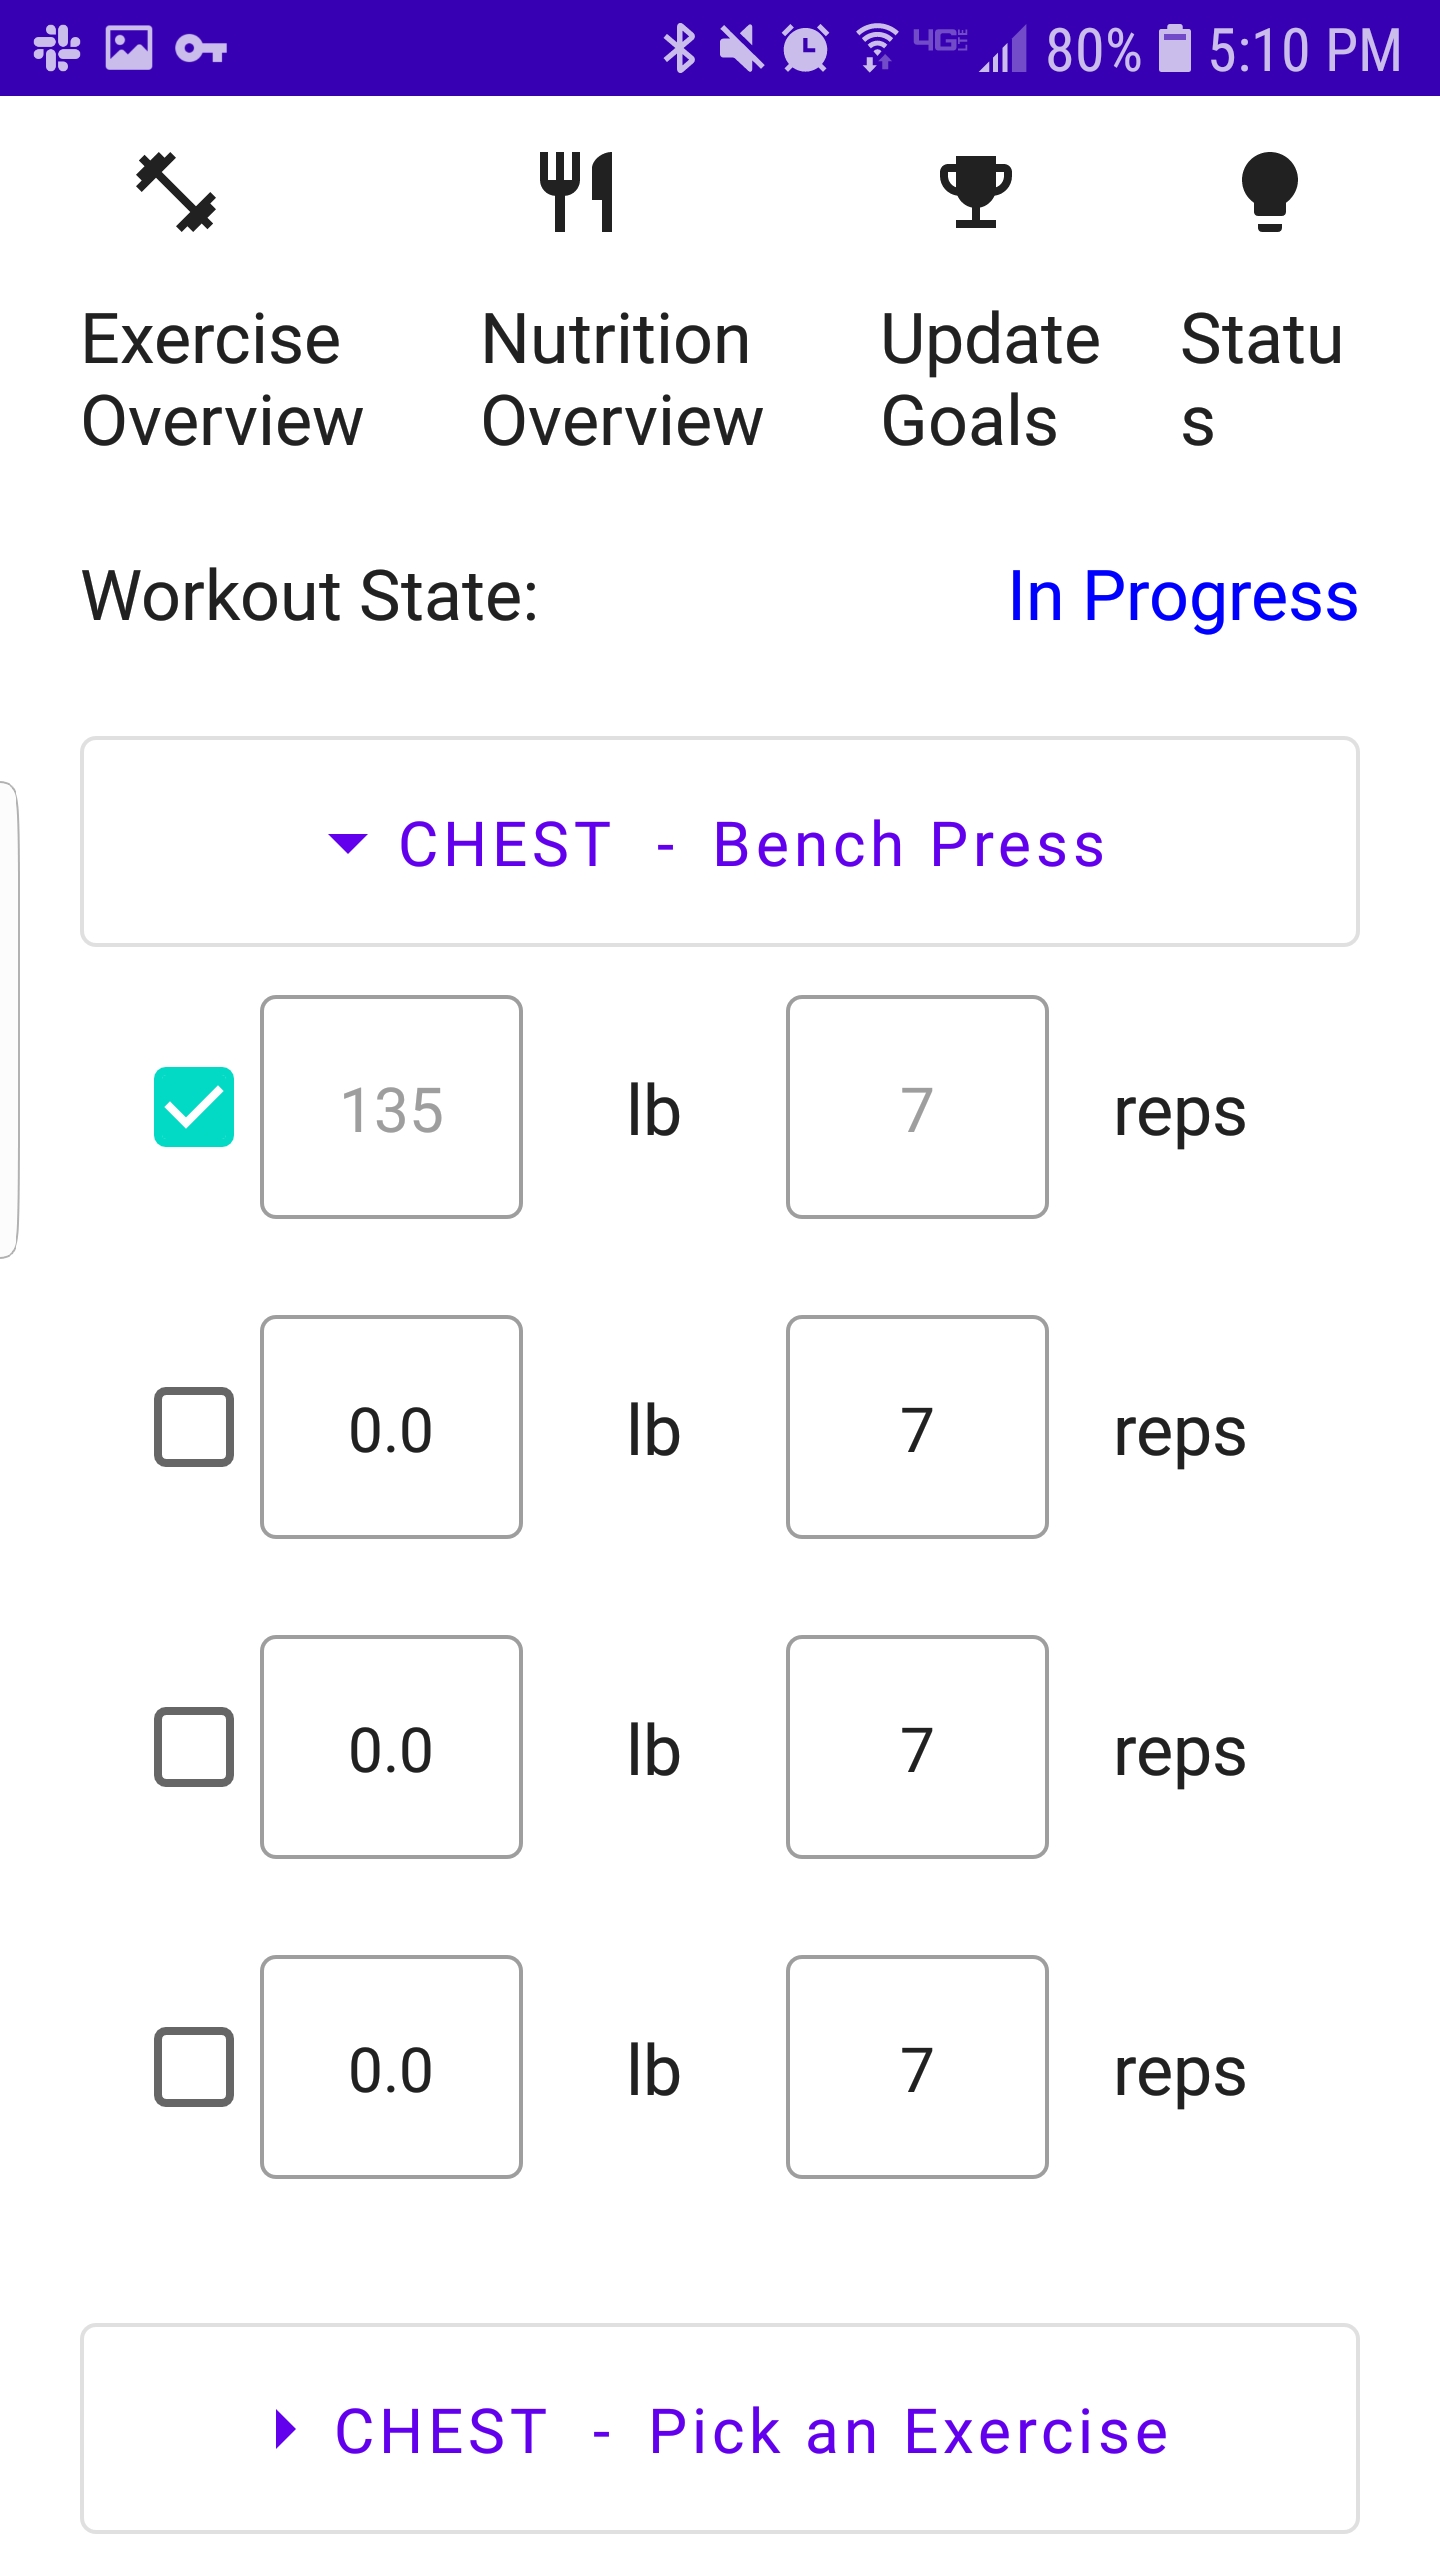 4G LTE 80% 5:10 PM
Exercise Overview
Nutrition Overview
Update Goals
Status
Workout State: In Progress
CHEST - Bench Press
135 lb 7 reps
0.0 lb 7 reps
0.0 lb 7 reps
0.0 lb 7 reps
CHEST - Pick an Exercise